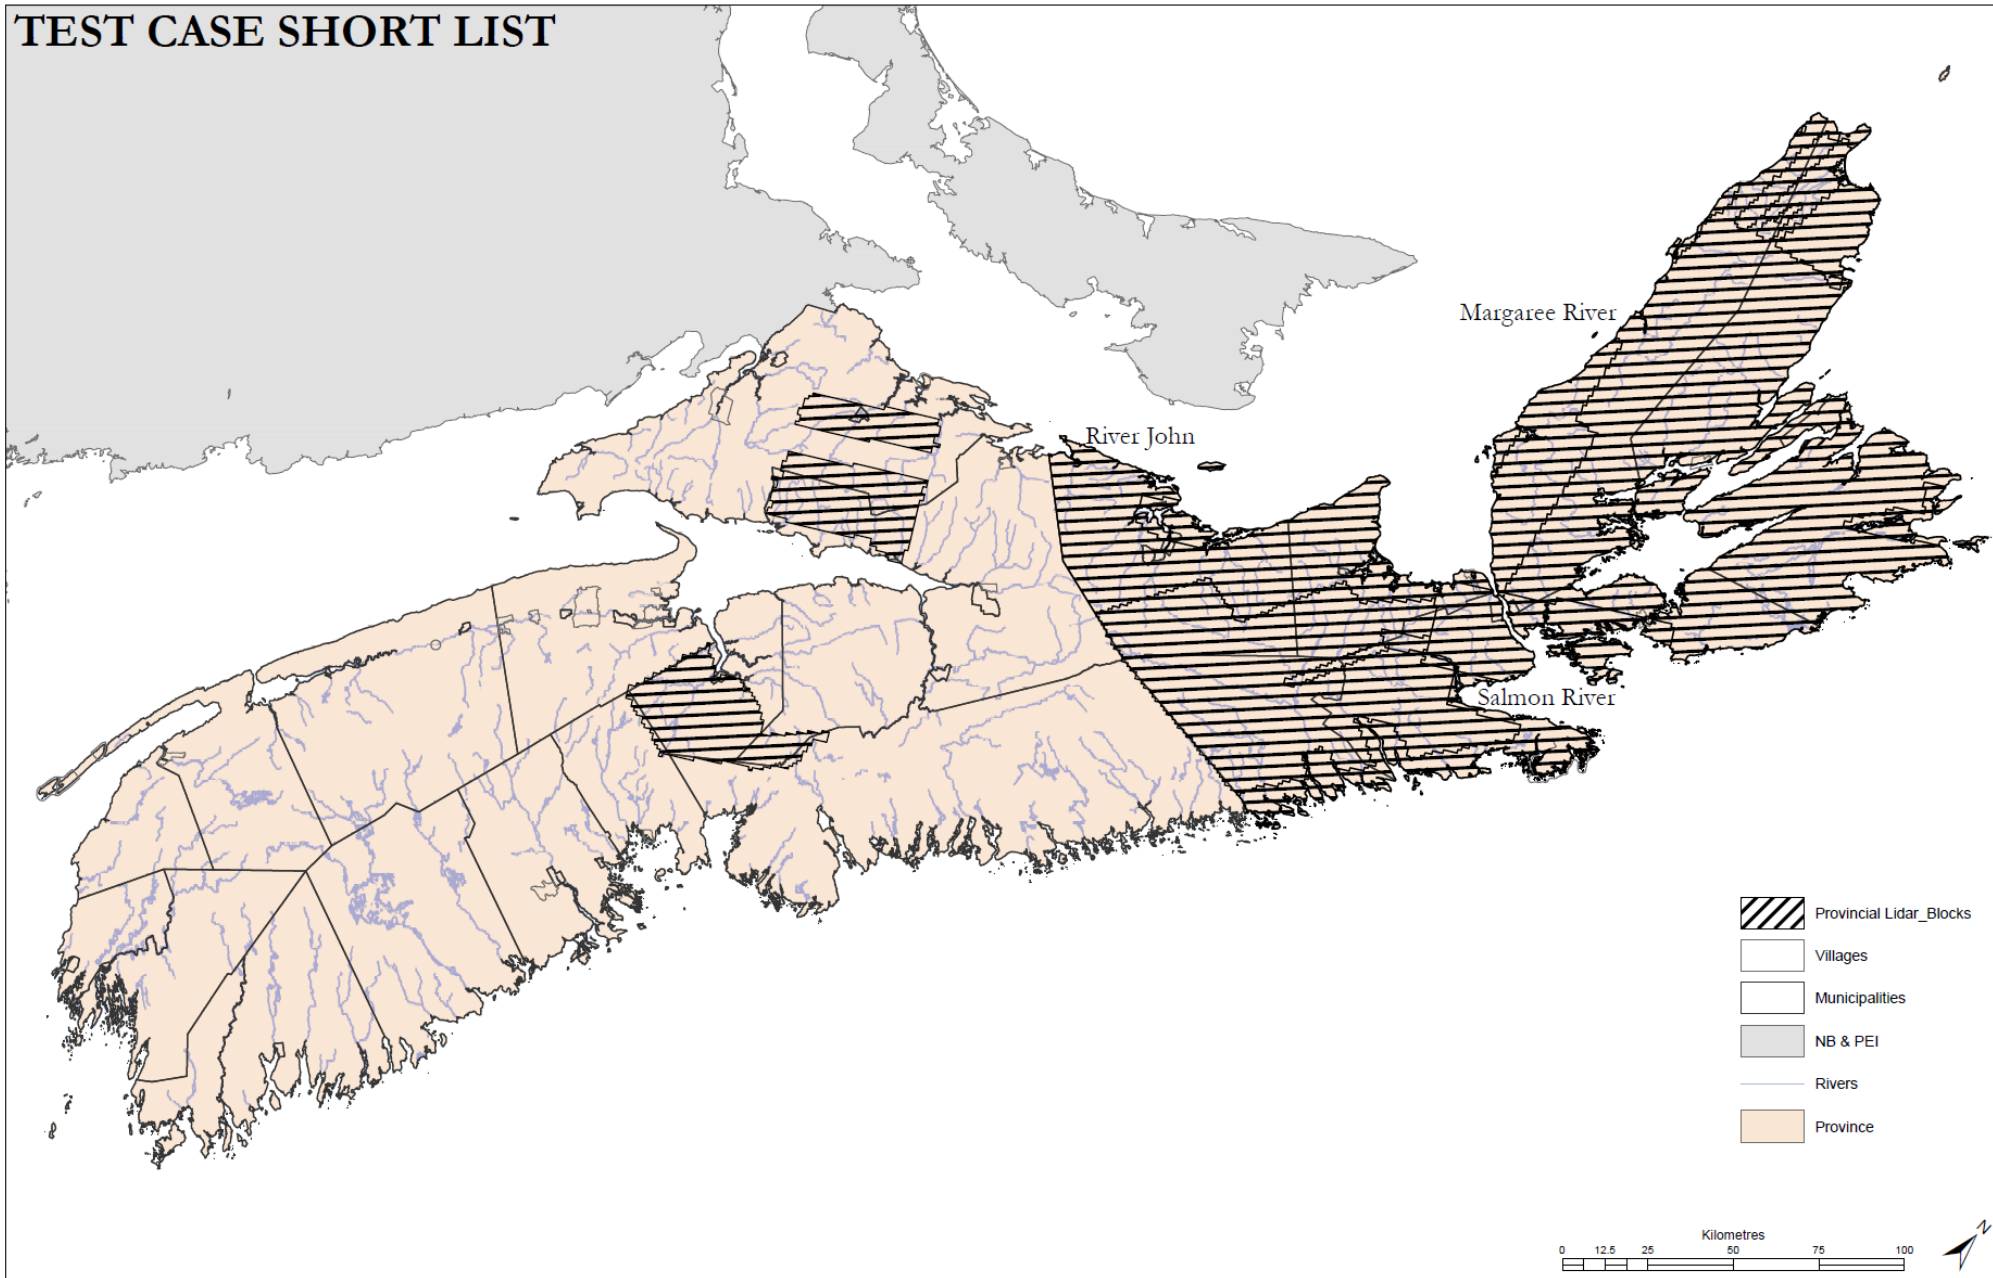 TEST CASE SHORT LIST
Margaree River
River John
Salmon River
Provincial Lidar_Blocks
Villages
Municipalities
NB & PEI
Rivers
Province
Kilometres
0 12.5 25 50 75 100
N